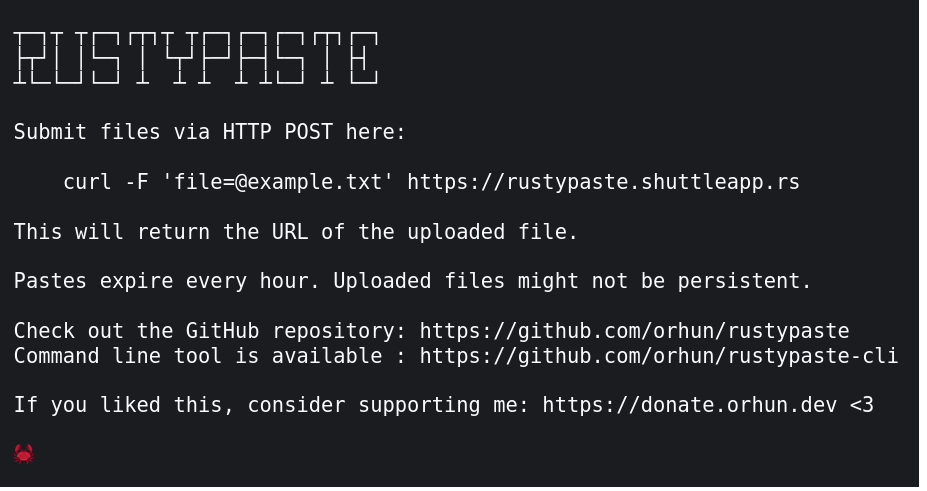 RUSTYPASTE
Submit files via HTTP POST here:
curl -F 'file=@example.txt' https://rustypaste.shuttleapp.rs
This will return the URL of the uploaded file.
Pastes expire every hour. Uploaded files might not be persistent.
Check out the GitHub repository: https://github.com/orhun/rustypaste
Command line tool is available : https://github.com/orhun/rustypaste-cli
If you liked this, consider supporting me: https://donate.orhun.dev <3
🦀